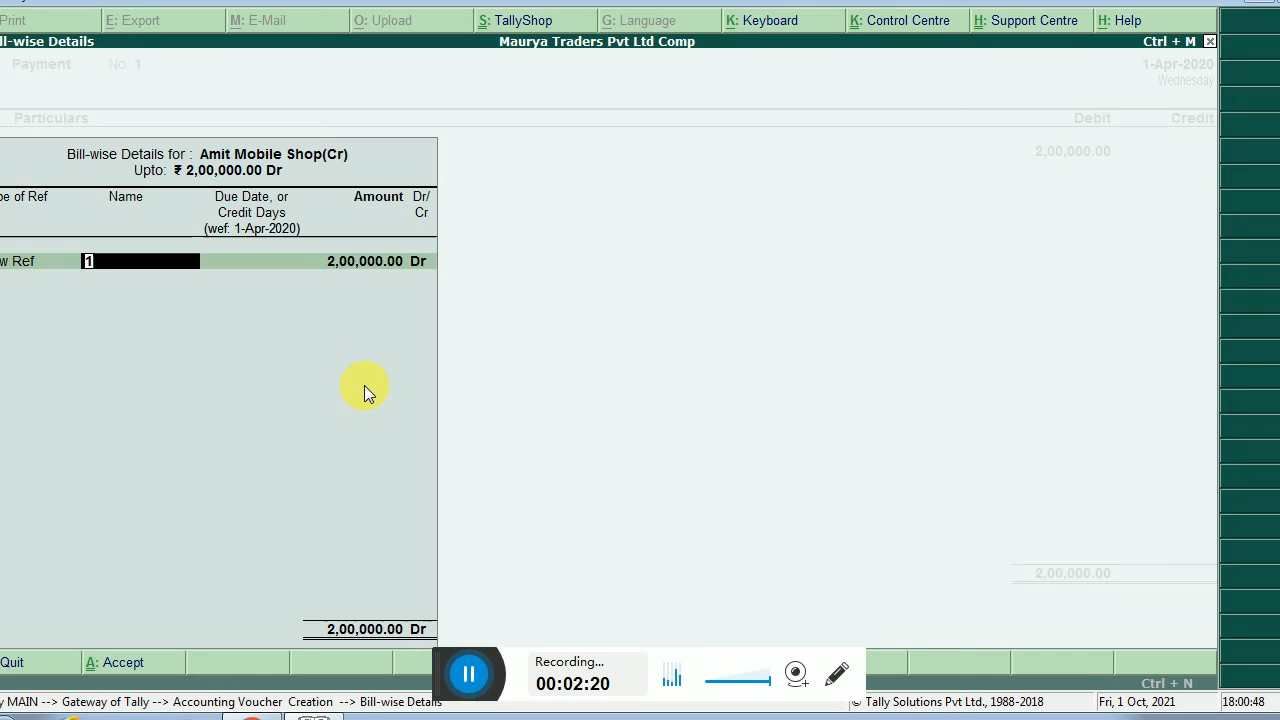 Print E: Export M: E-Mail O: Upload S: TallyShop G: Language K: Keyboard K: Control Centre H: Support Centre H: Help
ll-wise Details Maurya Traders Pvt Ltd Comp Ctrl + M
Payment No 1 1-Apr-2020
Wednesday
Particulars Debit Credit
Bill-wise Details for : Amit Mobile Shop(Cr)
2,00,000.00
Upto: ₹ 2,00,000.00 Dr
pe of Ref Name Due Date, or Amount Dr/
Credit Days Cr
(wef: 1-Apr-2020)
w Ref 1 2,00,000.00 Dr
2,00,000.00
2,00,000.00 Dr
Quit A: Accept
Recording...
00:02:20
Ctrl + N
y MAIN --> Gateway of Tally --> Accounting Voucher Creation --> Bill-wise Details © Tally Solutions Pvt Ltd, 1988-2018 Fri, 1 Oct, 2021 18:00:48